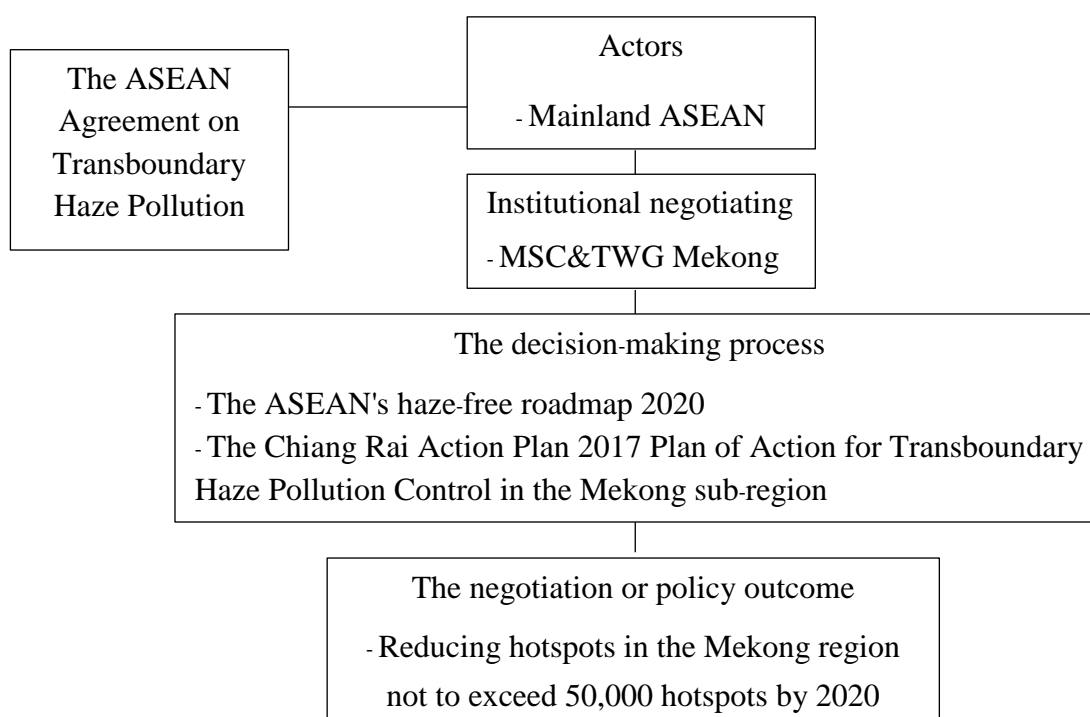 The ASEAN
Agreement on
Transboundary
Haze Pollution
Actors
- Mainland ASEAN
Institutional negotiating
- MSC&TWG Mekong
The decision-making process
- The ASEAN's haze-free roadmap 2020
- The Chiang Rai Action Plan 2017 Plan of Action for Transboundary
Haze Pollution Control in the Mekong sub-region
The negotiation or policy outcome
- Reducing hotspots in the Mekong region
not to exceed 50,000 hotspots by 2020